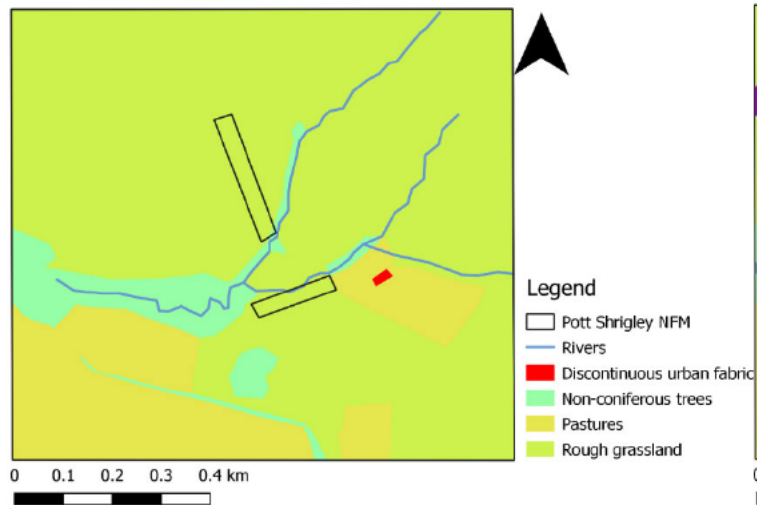 Legend
Pott Shrigley NFM
Rivers
Discontinuous urban fabric
Non-coniferous trees
Pastures
Rough grassland
0 0.1 0.2 0.3 0.4 km